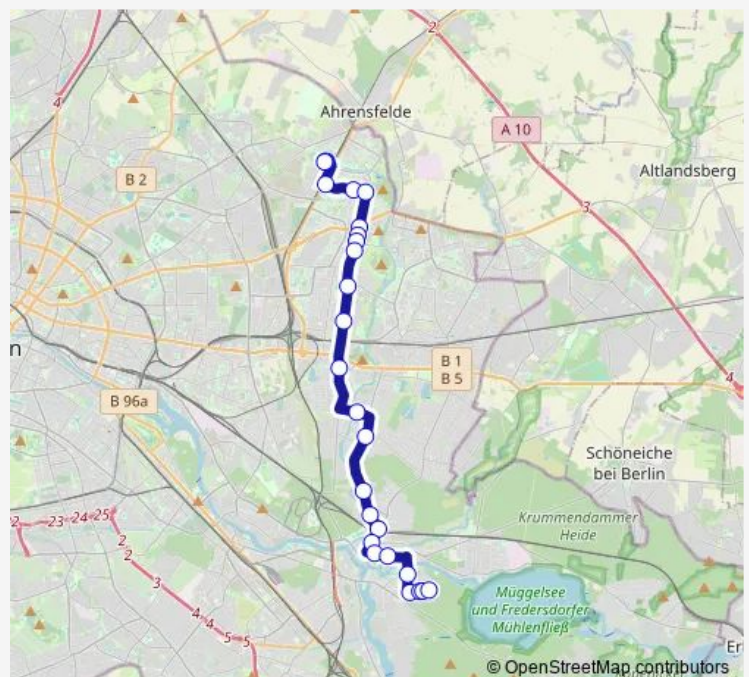 2
4
Ahrensfelde
A 10
B 2
Altlandsberg
3
n
B 1
B 5
4
B 96a
Schöneiche
bei Berlin
2
23 24 25
2
2
3
4
4
5
5
Krummendammer
Heide
Müggelsee
und Fredersdorfer
Mühlenfließ
Er
© OpenStreetMap contributors